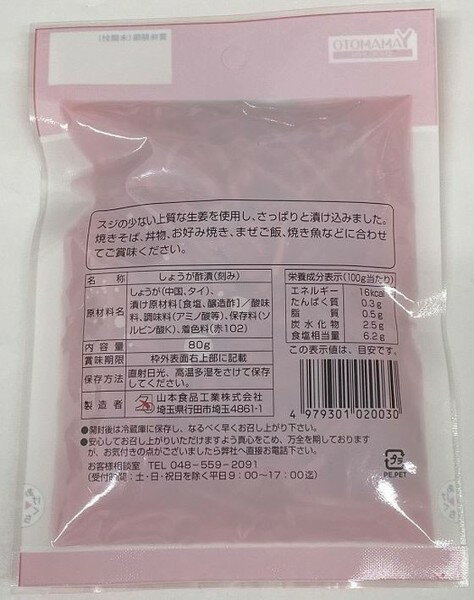 YAMAMOTO
スジの少ない上質な生姜を使用し、さっぱりと漬け込みました。
焼きそば、丼物、お好み焼き、まぜご飯、焼き魚などに合わせ
てご賞味ください。
名称 しょうが酢漬(刻み)
原材料名 しょうが(中国、タイ)、
漬け原材料[食塩、醸造酢]/酸味
料、調味料(アミノ酸等)、保存料(ソ
ルビン酸K)、着色料(赤102)
内容量 80g
賞味期限 枠外表面右上部に記載
保存方法 直射日光、高温多湿をさけて保存
してください。
製造者 山本食品工業株式会社
埼玉県行田市埼玉4861-1
栄養成分表示(100g当たり)
エネルギー 16kcal
たんぱく質 0.3g
脂質 0.5g
炭水化物 2.5g
食塩相当量 6.2g
この表示値は、目安です。
4 979301 020030
●開封後は冷蔵庫に保存し、なるべく早くお召し上がり下さい。
●安心してお召し上がりいただけますよう真心をこめ、万全を期しております
が、お気付きの点がございましたら弊社へ直接お電話下さい。
お客様相談室 TEL 048-559-2091
(受付時間:土・日・祝日を除く平日9:00〜17:00迄)
プラ
PE,PET